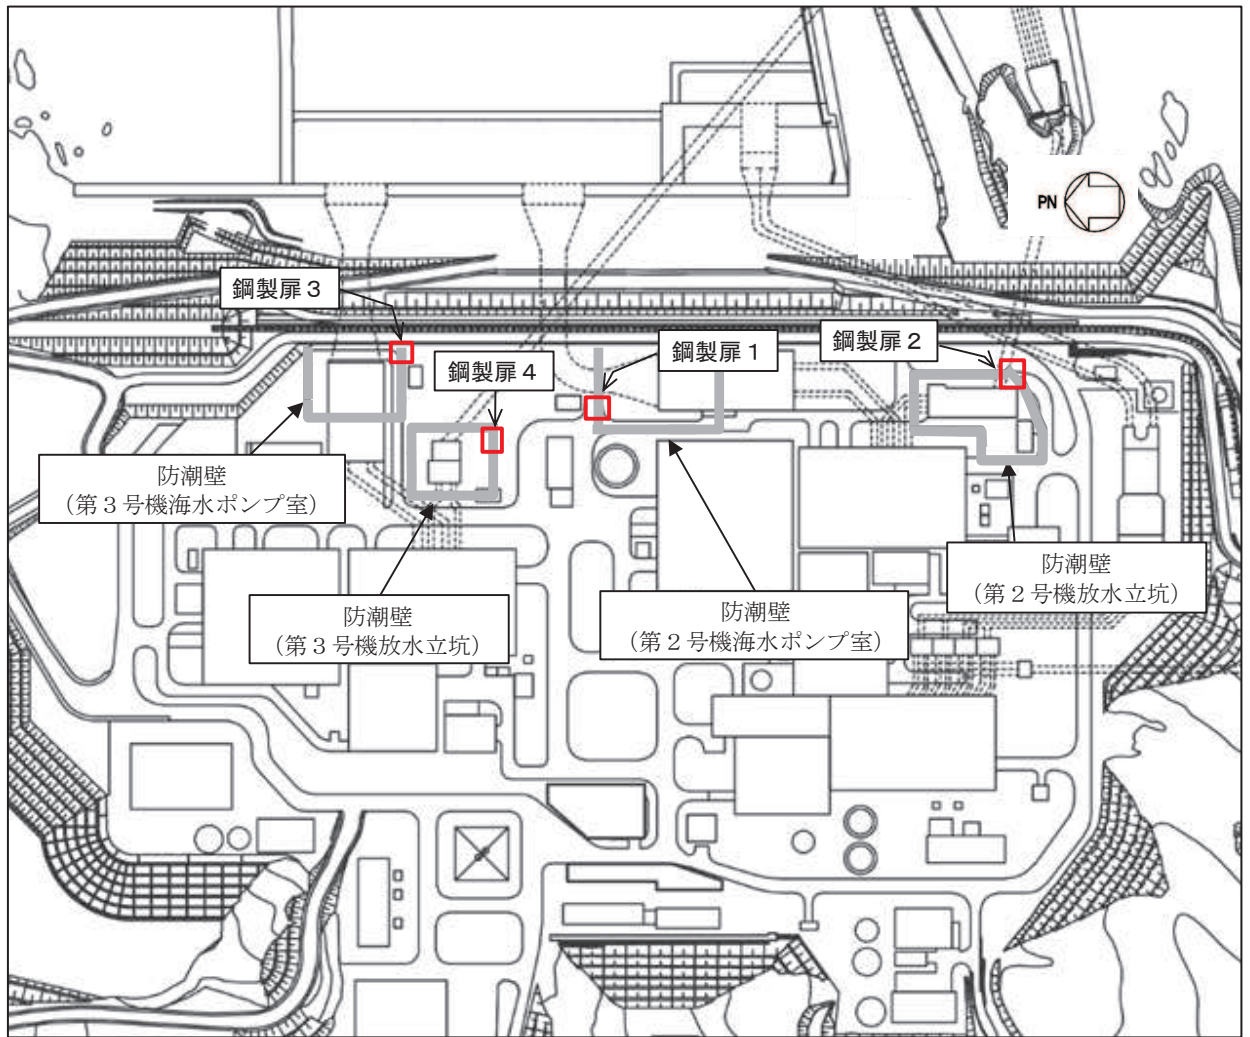 PN
鋼製扉３
鋼製扉４
鋼製扉１
鋼製扉２
防潮壁
（第３号機海水ポンプ室）
防潮壁
（第３号機放水立坑）
防潮壁
（第２号機海水ポンプ室）
防潮壁
（第２号機放水立坑）